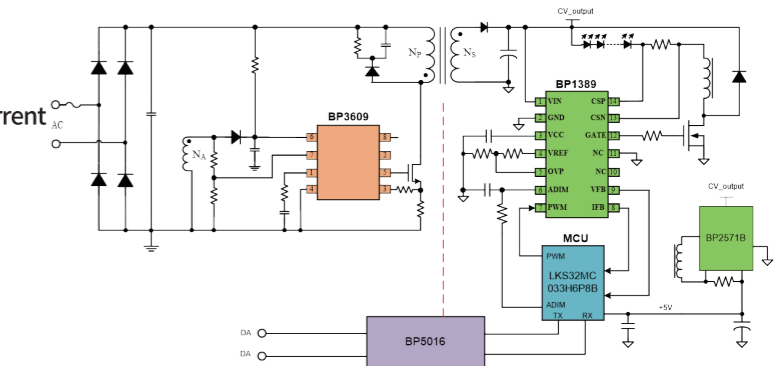 CV_output
rrent
AC
NP
NS
NA
BP3609
6
8
7
2
1
5
4
3
BP1389
1 VIN CSP 14
2 GND CSN 13
3 VCC GATE 12
4 VREF NC 11
5 OVP NC 10
6 ADIM VFB 9
7 PWM IFB 8
CV_output
BP2571B
MCU
PWM
LKS32MC
033H6P8B
ADIM
TX RX
+5V
DA
DA
BP5016